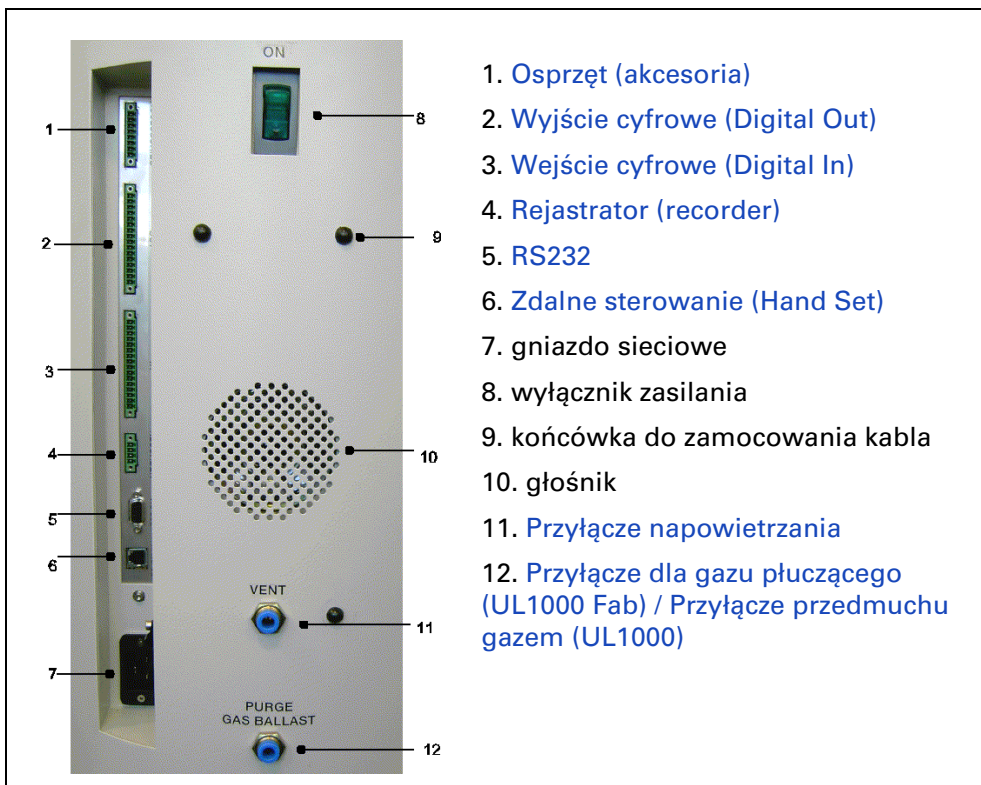 ON
1
2
3
4
5
6
7
8
9
10
VENT
11
PURGE
GAS BALLAST
12
1. Osprzęt (akcesoria)
2. Wyjście cyfrowe (Digital Out)
3. Wejście cyfrowe (Digital In)
4. Rejastrator (recorder)
5. RS232
6. Zdalne sterowanie (Hand Set)
7. gniazdo sieciowe
8. wyłącznik zasilania
9. końcówka do zamocowania kabla
10. głośnik
11. Przyłącze napowietrzania
12. Przyłącze dla gazu płuczącego
(UL1000 Fab) / Przyłącze przedmuchu
gazem (UL1000)